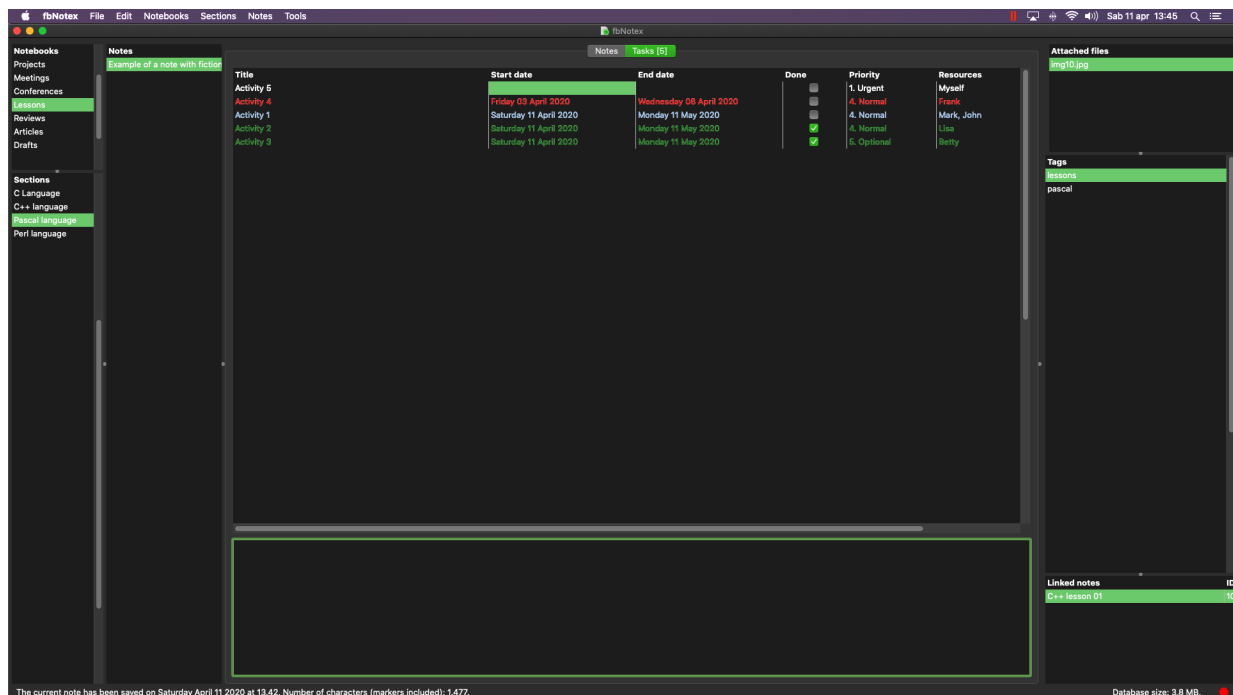 fbNotex File Edit Notebooks Sections Notes Tools
Sab 11 apr 13:45
fbNotex
Notebooks
Projects
Meetings
Conferences
Lessons
Reviews
Articles
Drafts
Sections
C Language
C++ language
Pascal language
Perl language
Notes
Example of a note with fiction
Notes Tasks [5]
Title Start date End date Done Priority Resources
Activity 5 1. Urgent Myself
Activity 4 Friday 03 April 2020 Wednesday 08 April 2020 4. Normal Frank
Activity 1 Saturday 11 April 2020 Monday 11 May 2020 4. Normal Mark, John
Activity 2 Saturday 11 April 2020 Monday 11 May 2020 4. Normal Lisa
Activity 3 Saturday 11 April 2020 Monday 11 May 2020 5. Optional Betty
Attached files
img10.jpg
Tags
lessons
pascal
Linked notes ID
C++ lesson 01 10
The current note has been saved on Saturday April 11 2020 at 13.42. Number of characters (markers included): 1.477.
Database size: 3.8 MB.